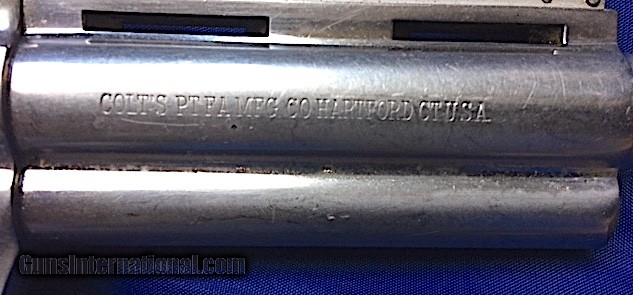 COLT'S PT. F.A. MFG. CO. HARTFORD CT. U.S.A.
GunsInternational.com